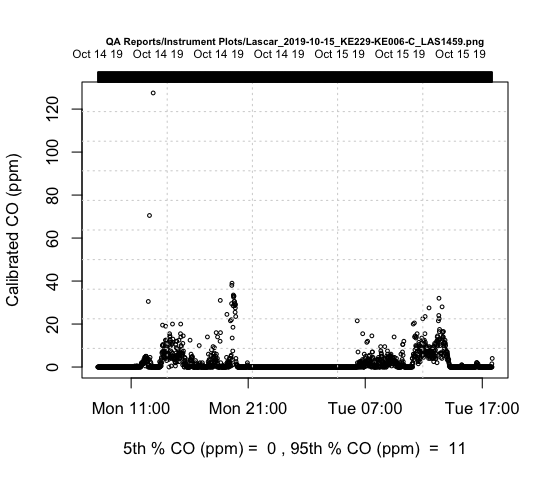 QA Reports/Instrument Plots/Lascar_2019-10-15_KE229-KE006-C_LAS1459.png
Oct 14 19 Oct 14 19 Oct 14 19 Oct 14 19 Oct 15 19 Oct 15 19 Oct 15 19
Calibrated CO (ppm)
120
100
80
60
40
20
0
Mon 11:00 Mon 21:00 Tue 07:00 Tue 17:00
5th % CO (ppm) = 0 , 95th % CO (ppm) = 11